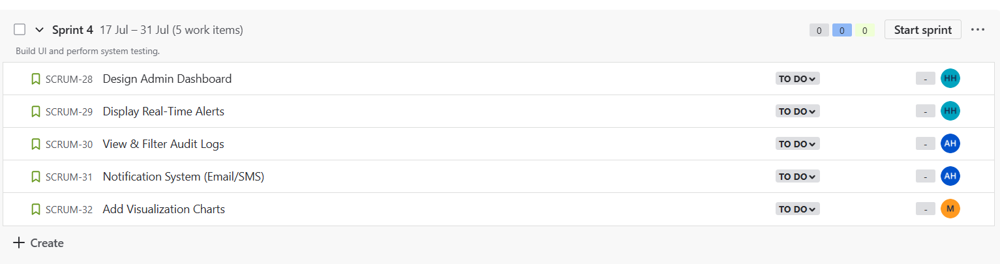 Sprint 4 17 Jul – 31 Jul (5 work items) 0 0 0 Start sprint
Build UI and perform system testing.
SCRUM-28 Design Admin Dashboard TO DO - HH
SCRUM-29 Display Real-Time Alerts TO DO - HH
SCRUM-30 View & Filter Audit Logs TO DO - AH
SCRUM-31 Notification System (Email/SMS) TO DO - AH
SCRUM-32 Add Visualization Charts TO DO - M
Create